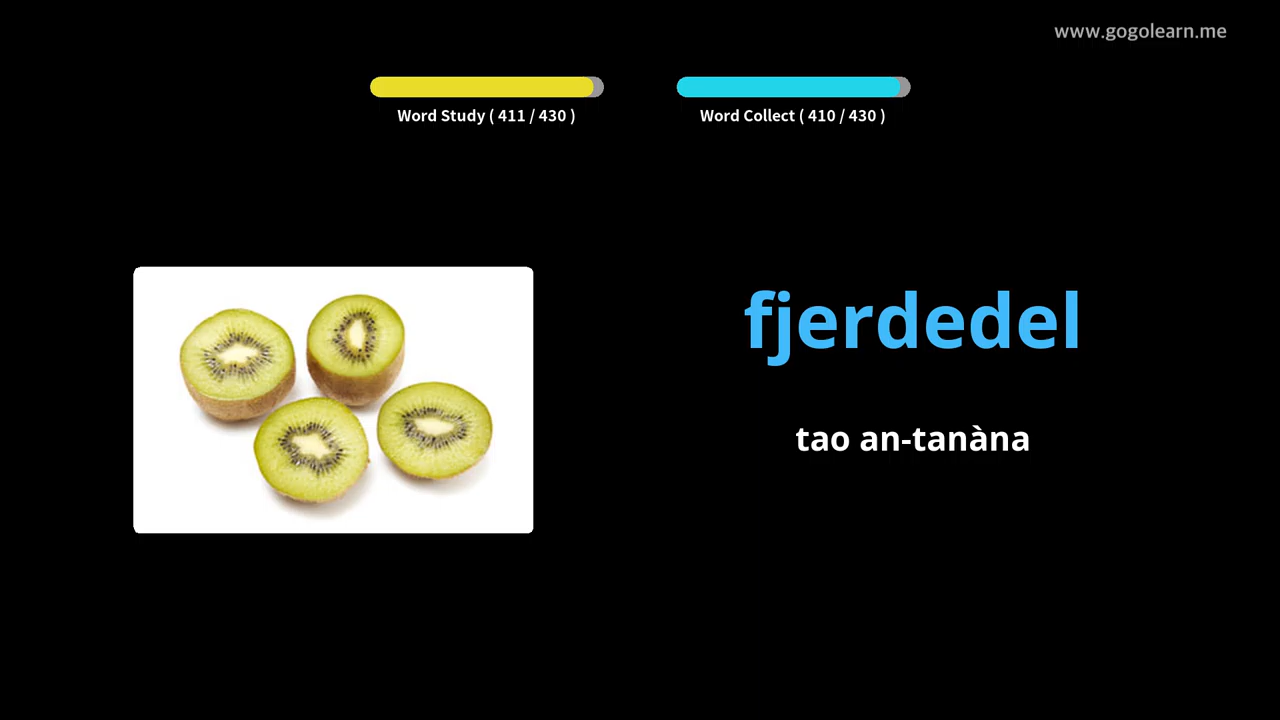 www.gogolearn.me
Word Study ( 411 / 430 )
Word Collect ( 410 / 430 )
fjerdedel
tao an-tanàna